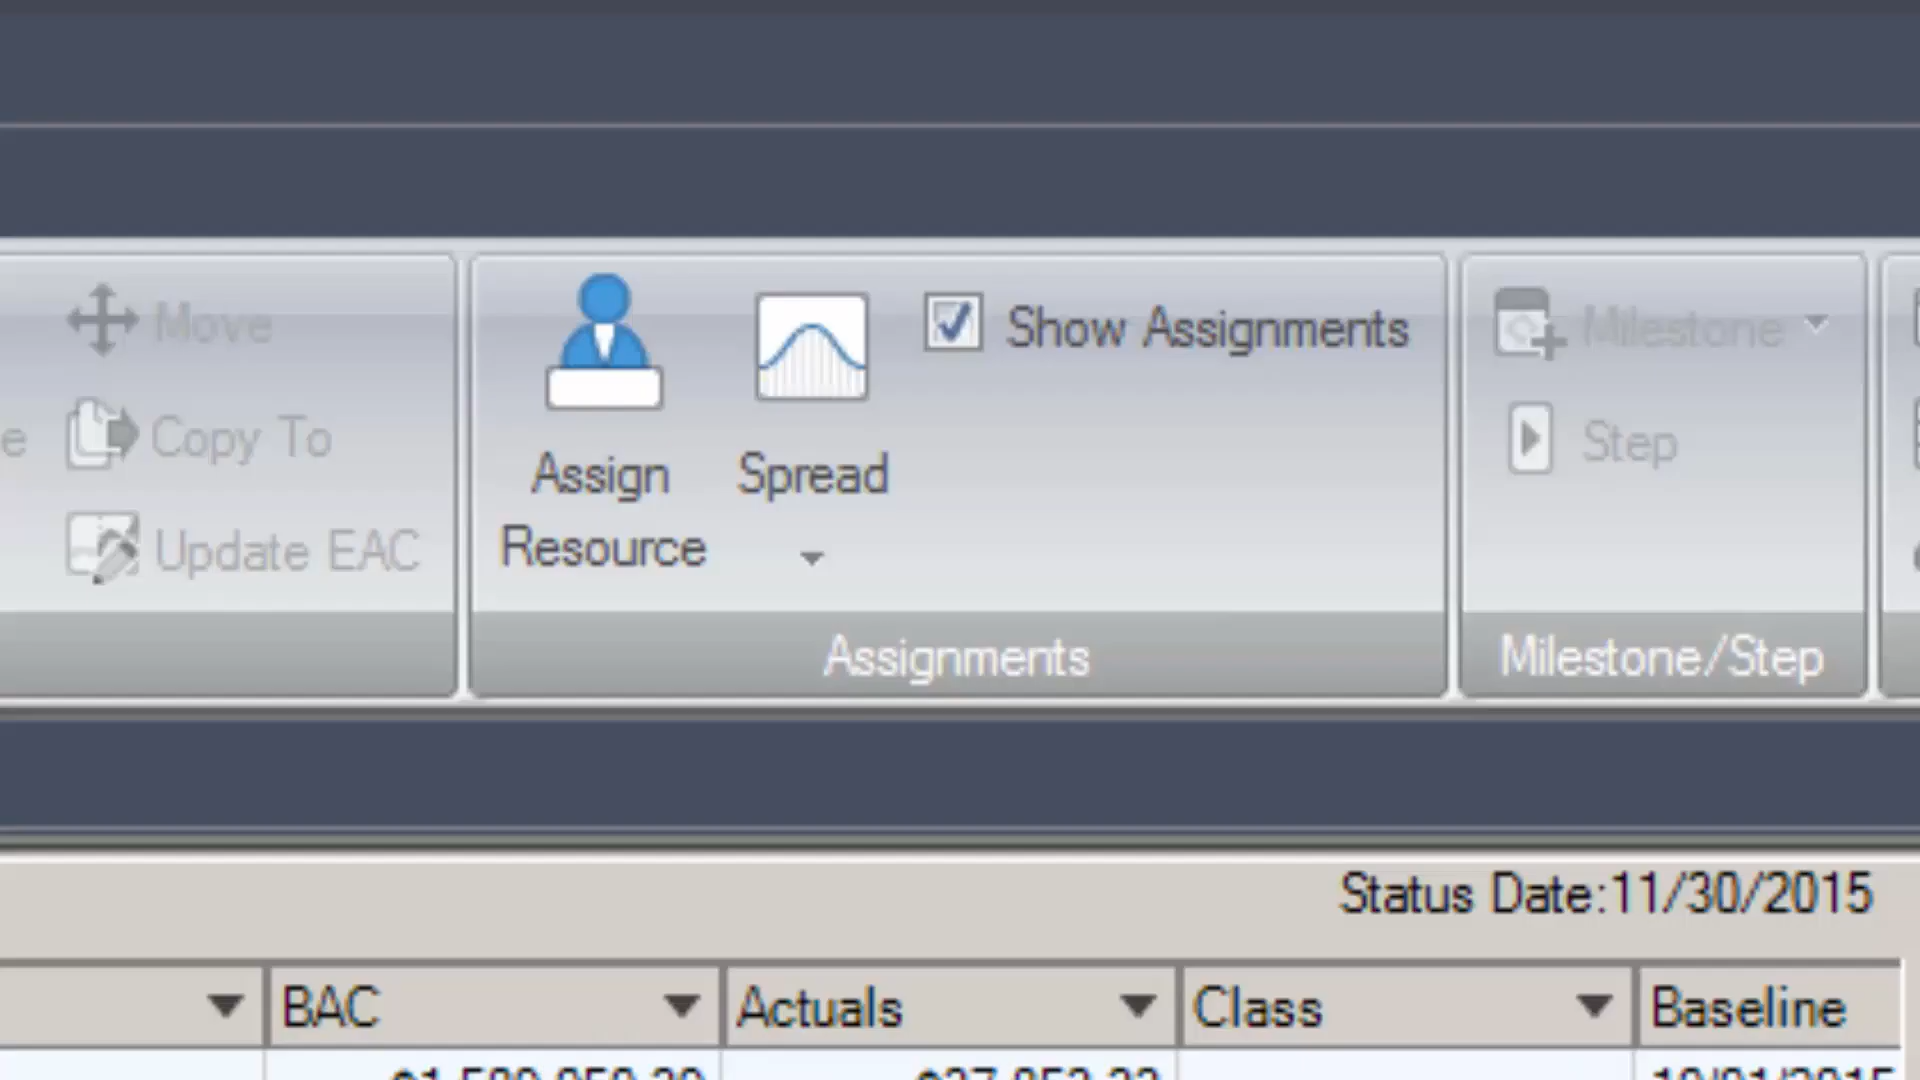 Move
Show Assignments
Milestone
e
Copy To
Step
Assign
Resource
Spread
Update EAC
Assignments
Milestone/Step
Status Date:11/30/2015
BAC
Actuals
Class
Baseline